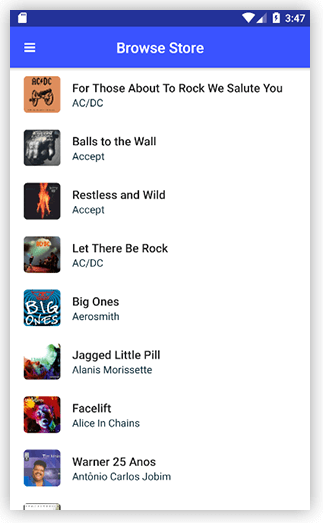 3:47
Browse Store
AC/DC
For Those About To Rock We Salute You
AC/DC
Balls to the Wall
Accept
Restless and Wild
Accept
Let There Be Rock
AC/DC
BIG ONES
Big Ones
Aerosmith
Jagged Little Pill
Alanis Morissette
Facelift
Alice In Chains
Warner 25 Anos
Antônio Carlos Jobim